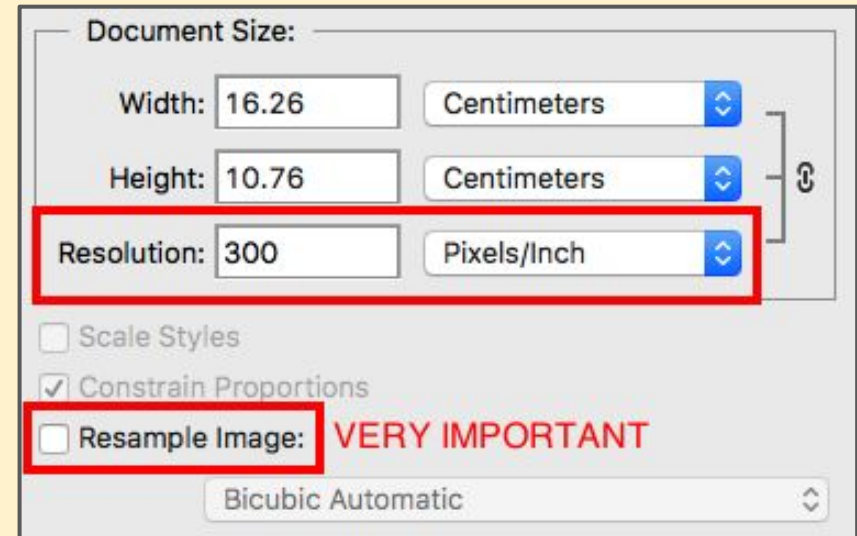 Document Size:
Width: 16.26 Centimeters
Height: 10.76 Centimeters
Resolution: 300 Pixels/Inch
Scale Styles
Constrain Proportions
Resample Image: VERY IMPORTANT
Bicubic Automatic